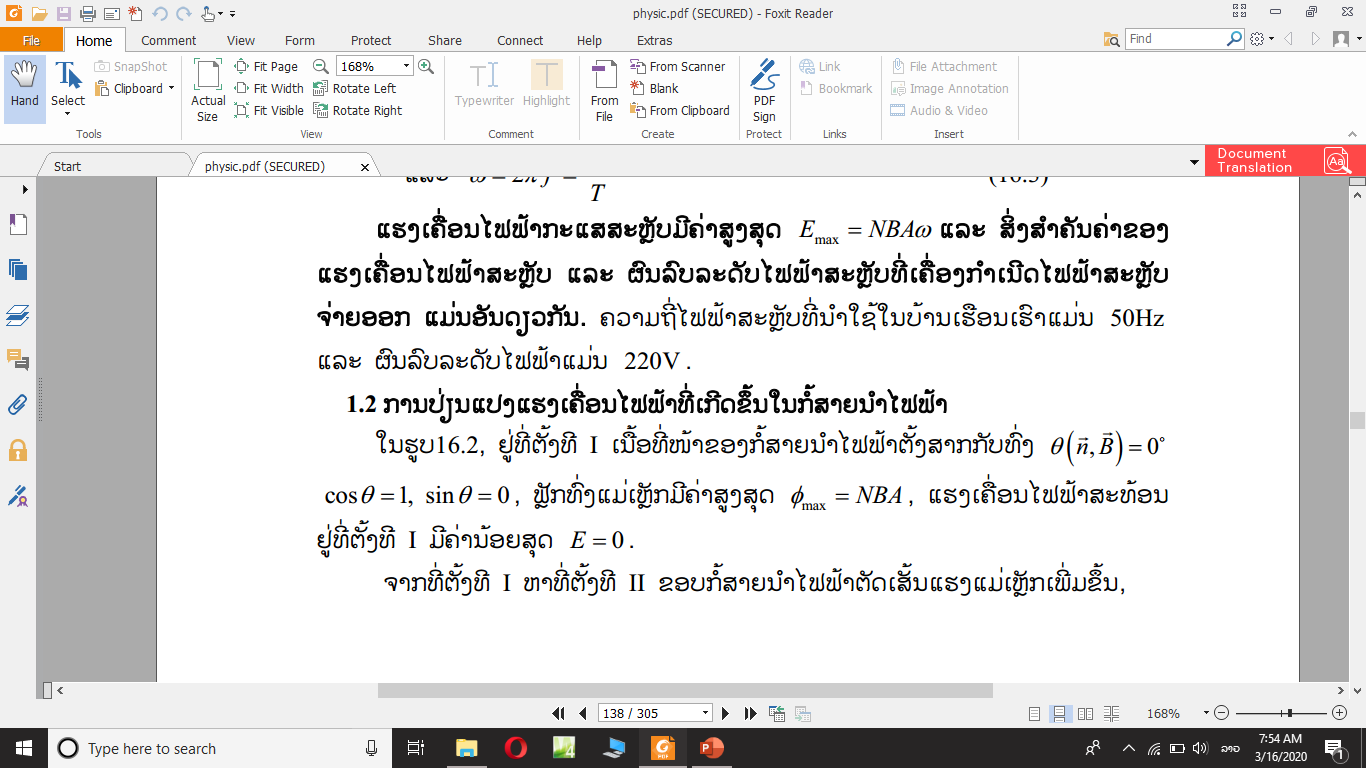 physic.pdf (SECURED) - Foxit Reader
File Home Comment View Form Protect Share Connect Help Extras Find
Hand Select SnapShot Clipboard Tools
Actual Size Fit Page Fit Width Fit Visible 168% Rotate Left Rotate Right View
Typewriter Highlight Comment
From File From Scanner Blank From Clipboard Create
PDF Sign Protect
Link Bookmark Links
File Attachment Image Annotation Audio & Video Insert
Start physic.pdf (SECURED) Document Translation
T
ແຮງເຄື່ອນໄຟຟ້າກະແສສະຫຼັບມີຄ່າສູງສຸດ E max = NBAω ແລະ ສິ່ງສຳຄັນຄ່າຂອງ
ແຮງເຄື່ອນໄຟຟ້າສະຫຼັບ ແລະ ຜົນລົບລະດັບໄຟຟ້າສະຫຼັບທີ່ເຄື່ອງກຳເນີດໄຟຟ້າສະຫຼັບ
ຈ່າຍອອກ ແມ່ນອັນດຽວກັນ. ຄວາມຖີ່ໄຟຟ້າສະຫຼັບທີ່ນຳໃຊ້ໃນບ້ານເຮືອນເຮົາແມ່ນ 50Hz
ແລະ ຜົນລົບລະດັບໄຟຟ້າແມ່ນ 220V .
1.2 ການປ່ຽນແປງແຮງເຄື່ອນໄຟຟ້າທີ່ເກີດຂຶ້ນໃນກໍ້ສາຍນຳໄຟຟ້າ
ໃນຮູບ16.2, ຢູ່ທີ່ຕັ້ງທີ I ເນື້ອທີ່ໜ້າຂອງກໍ້ສາຍນຳໄຟຟ້າຕັ້ງສາກກັບທົ່ງ θ(n⃗, B⃗) = 0°
cosθ = 1, sinθ = 0, ຟຼັກທົ່ງແມ່ເຫຼັກມີຄ່າສູງສຸດ ϕ max = NBA, ແຮງເຄື່ອນໄຟຟ້າສະທ້ອນ
ຢູ່ທີ່ຕັ້ງທີ I ມີຄ່ານ້ອຍສຸດ E = 0 .
ຈາກທີ່ຕັ້ງທີ I ຫາທີ່ຕັ້ງທີ II ຂອບກໍ້ສາຍນຳໄຟຟ້າຕັດເສັ້ນແຮງແມ່ເຫຼັກເພີ່ມຂຶ້ນ,
138 / 305 168%
Type here to search ລາວ 7:54 AM
3/16/2020